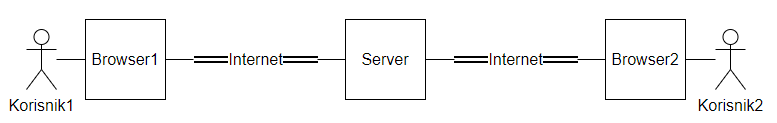 Browser1
Internet
Server
Internet
Browser2
Korisnik1
Korisnik2